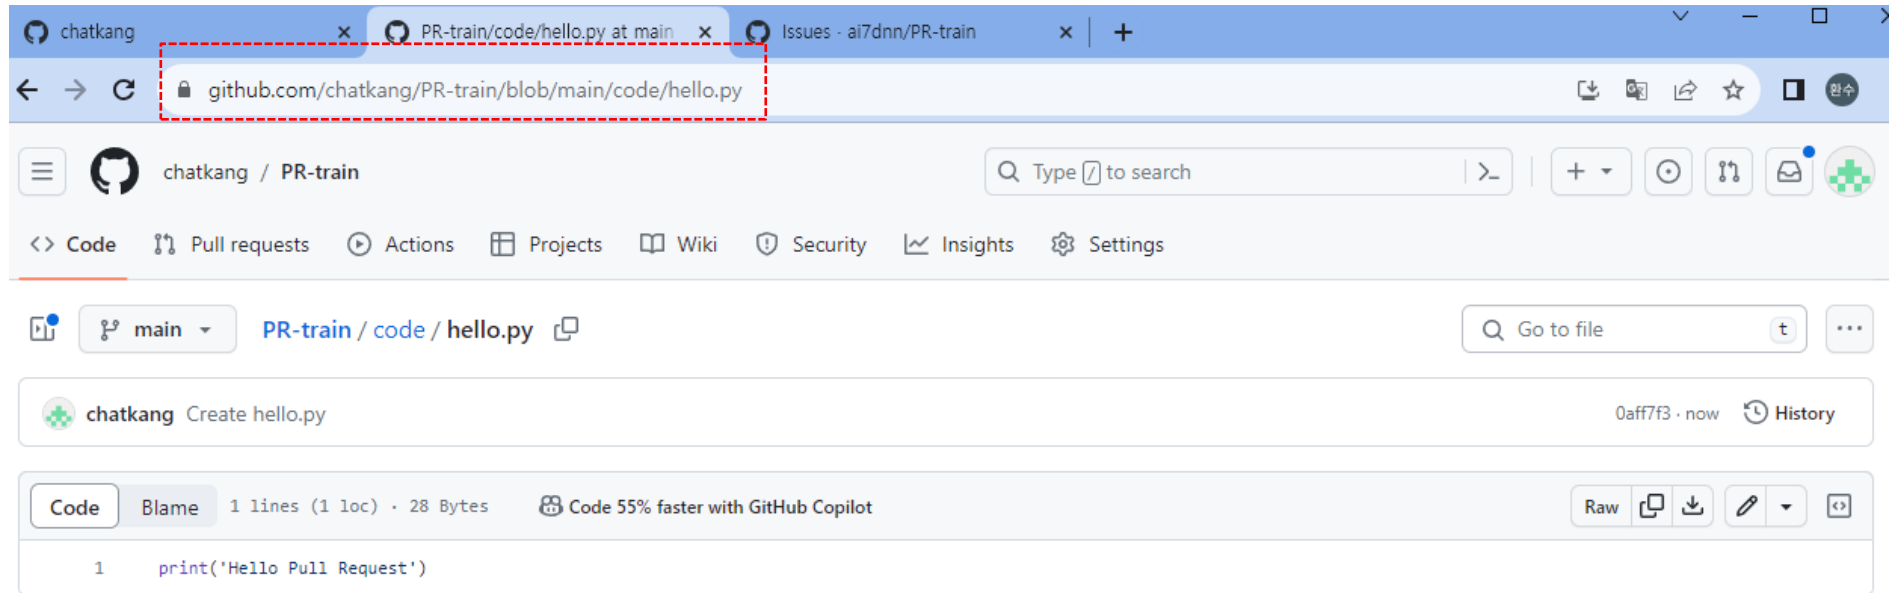 chatkang
PR-train/code/hello.py at main
Issues · ai7dnn/PR-train
github.com/chatkang/PR-train/blob/main/code/hello.py
환수
chatkang / PR-train
Type / to search
Code
Pull requests
Actions
Projects
Wiki
Security
Insights
Settings
main
PR-train / code / hello.py
Go to file
t
chatkang Create hello.py
0aff7f3 · now
History
Code
Blame
1 lines (1 loc) · 28 Bytes
Code 55% faster with GitHub Copilot
Raw
1 print('Hello Pull Request')